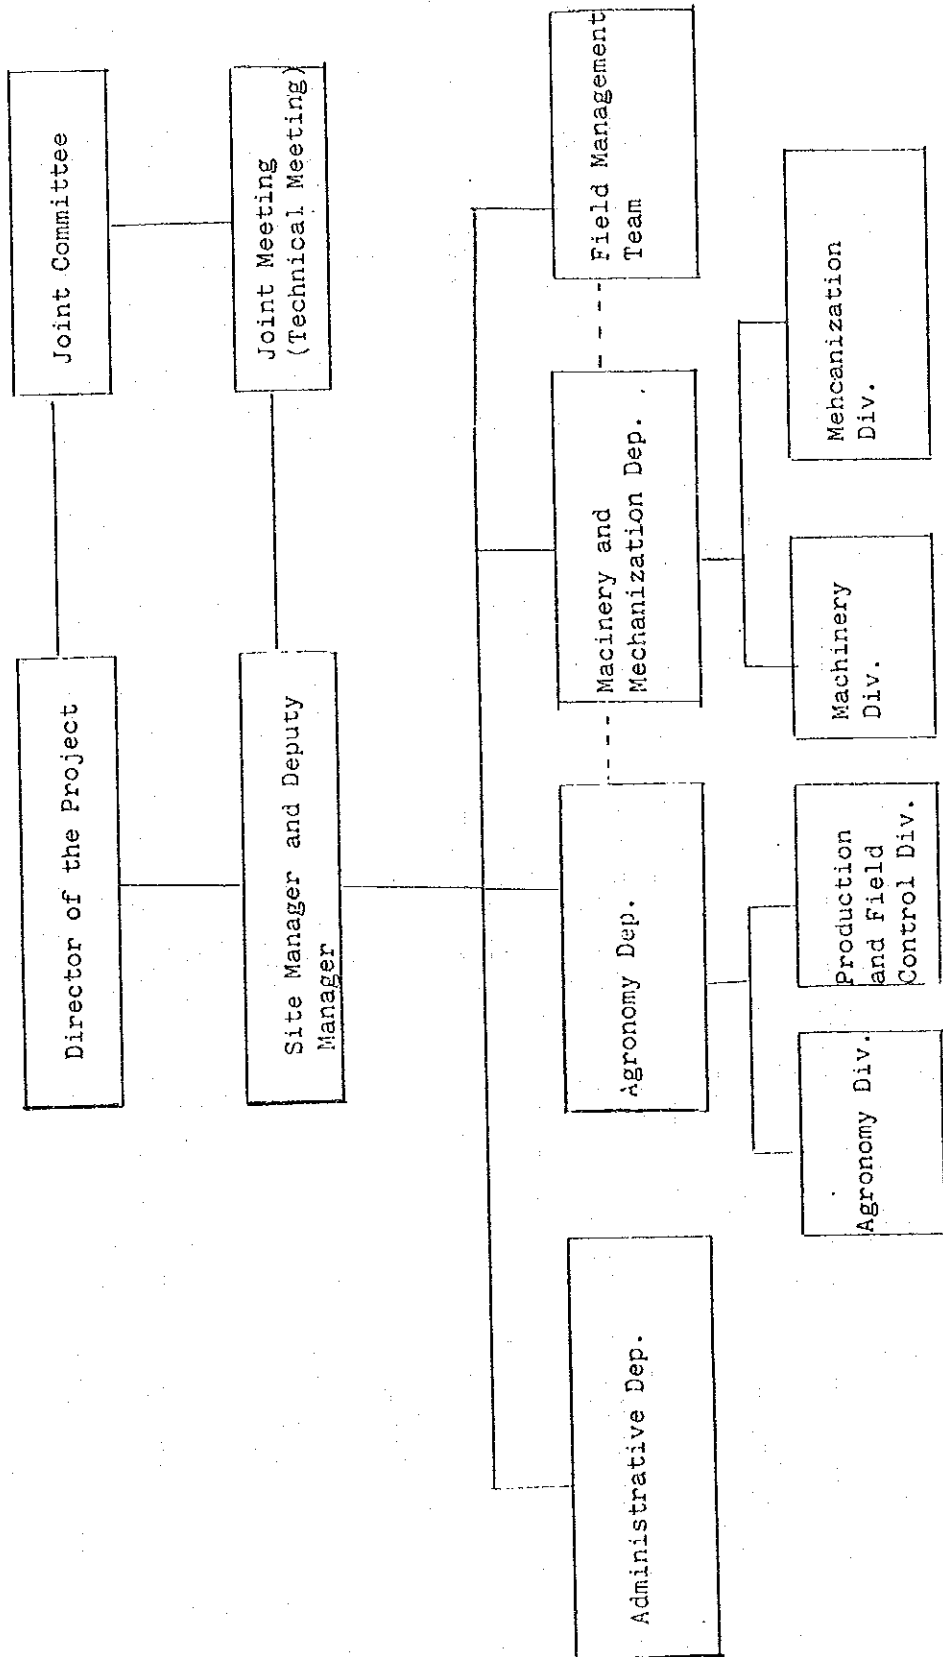 Director of the Project
Joint Committee
Site Manager and Deputy
Manager
Joint Meeting
(Technical Meeting)
Administrative Dep.
Agronomy Dep.
Macinery and
Mechanization Dep.
Field Management
Team
Agronomy Div.
Production
and Field
Control Div.
Machinery
Div.
Mehcanization
Div.